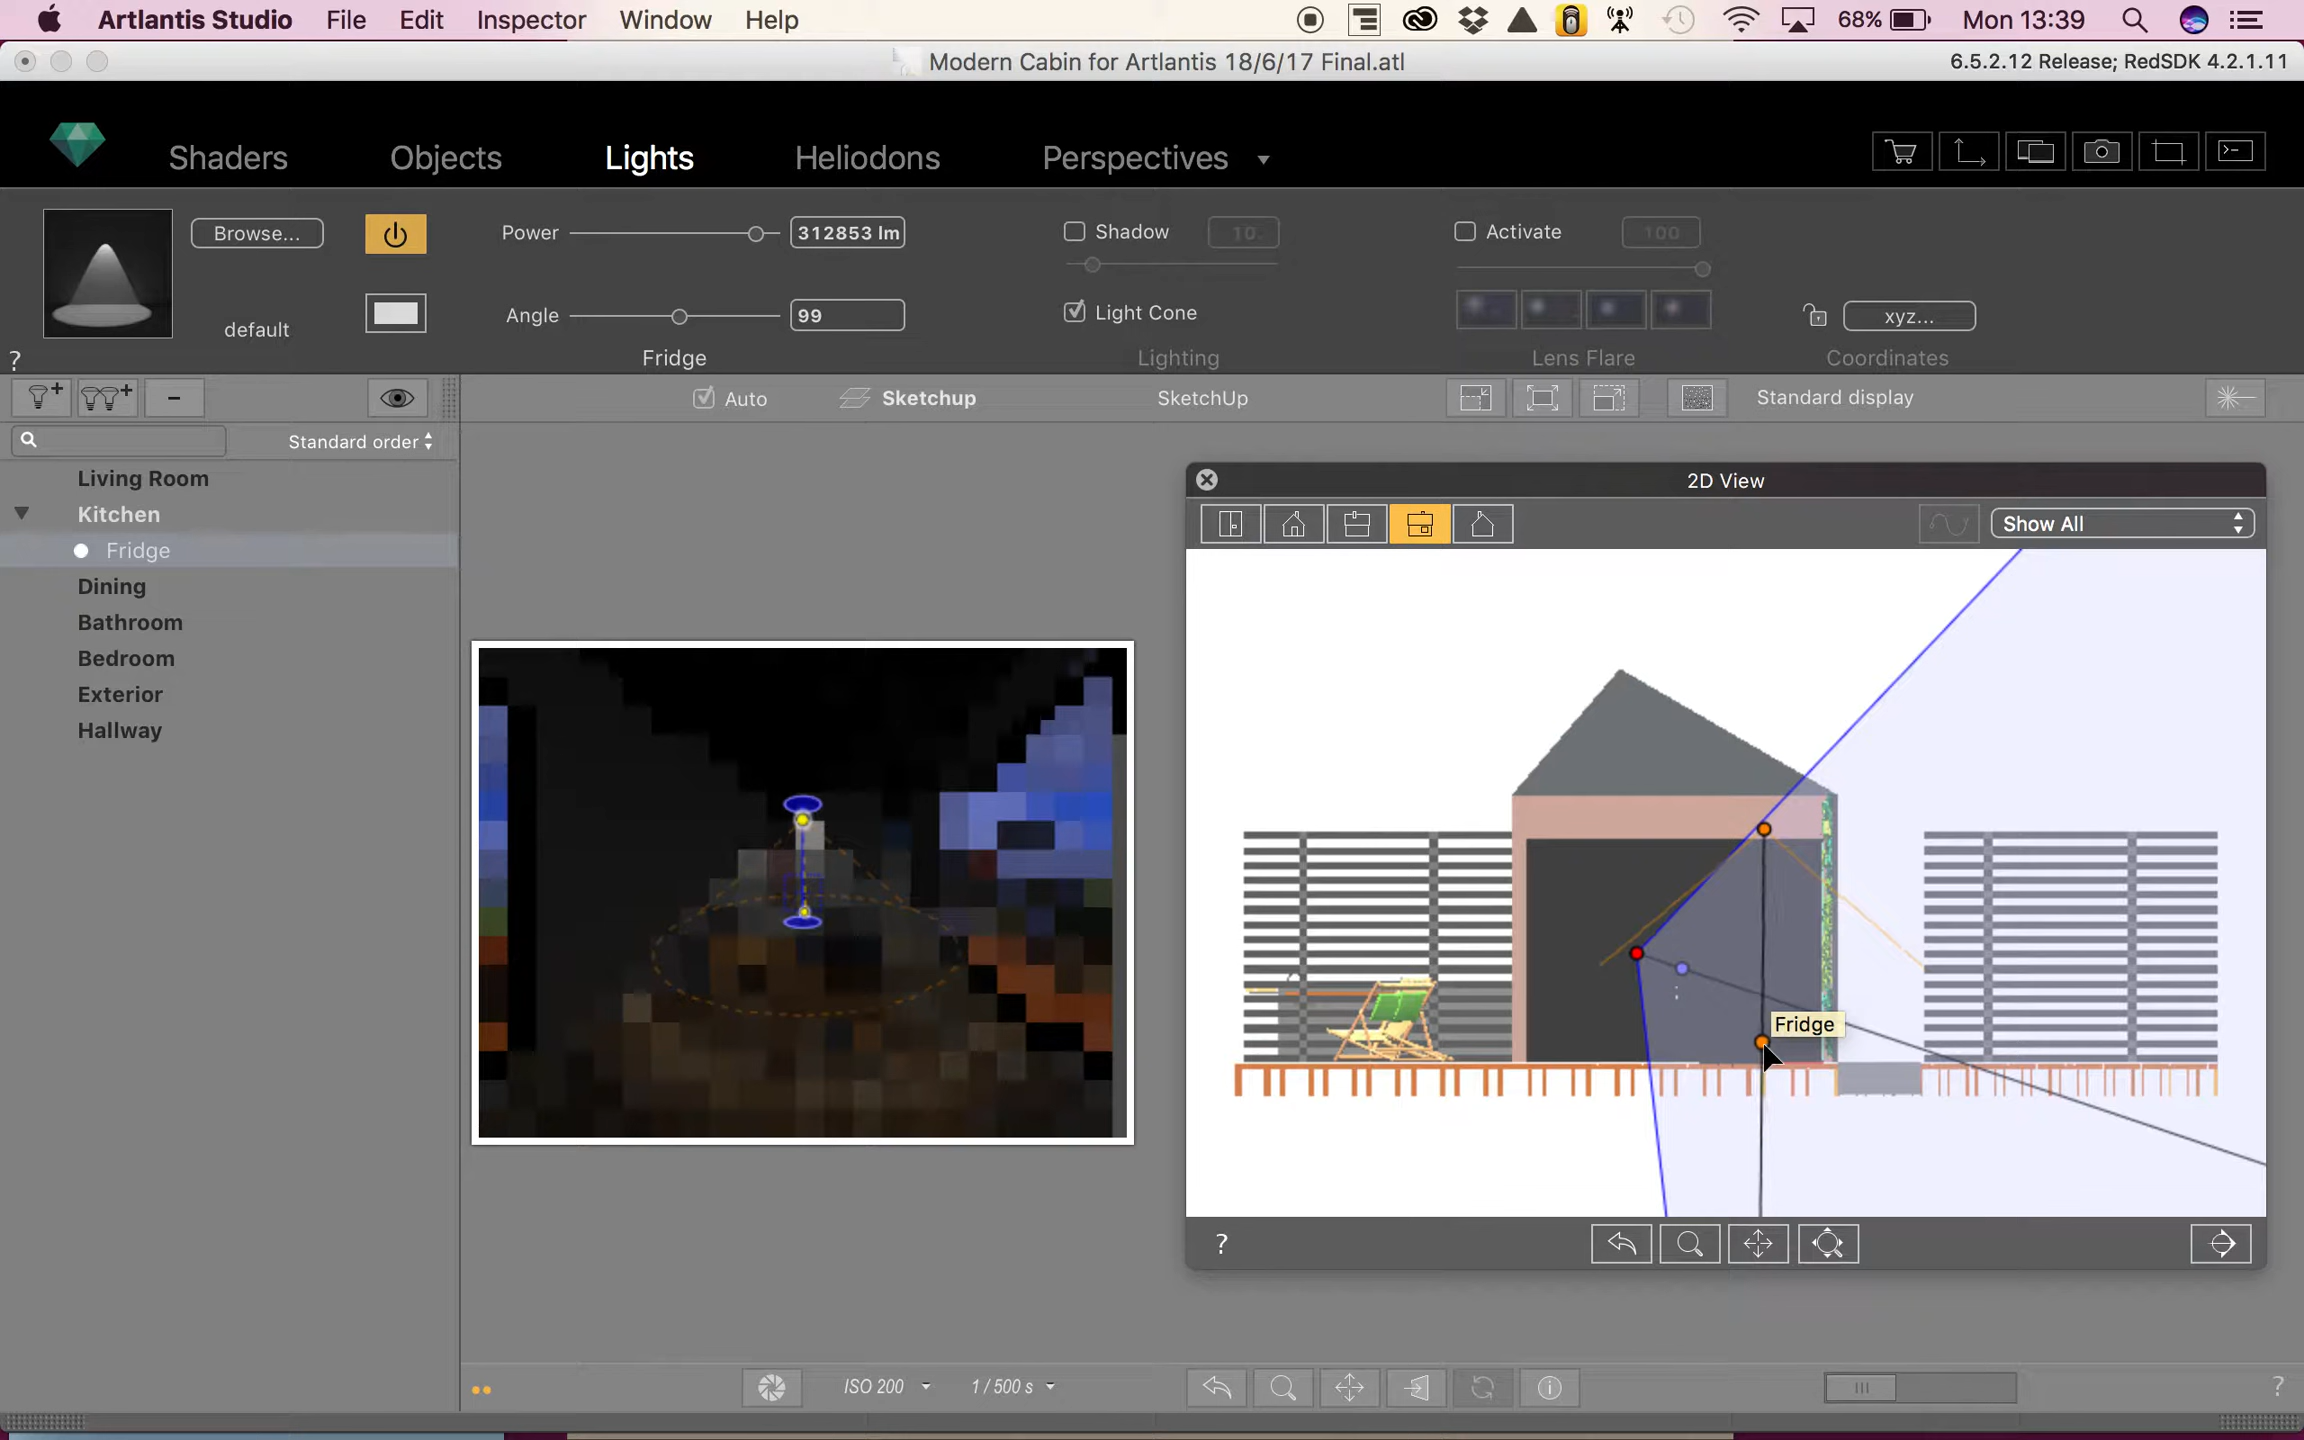 Artlantis Studio File Edit Inspector Window Help 68% Mon 13:39
Modern Cabin for Artlantis 18/6/17 Final.atl 6.5.2.12 Release; RedSDK 4.2.1.11
Shaders Objects Lights Heliodons Perspectives
Browse... Power 312853 lm Shadow 10. Activate 100
default Angle 99 Light Cone xyz...
? Fridge Lighting Lens Flare Coordinates
Auto Sketchup SketchUp Standard display
Standard order
Living Room
Kitchen
Fridge
Dining
Bathroom
Bedroom
Exterior
Hallway
2D View
Show All
Fridge
?
ISO 200 1 / 500 s ?